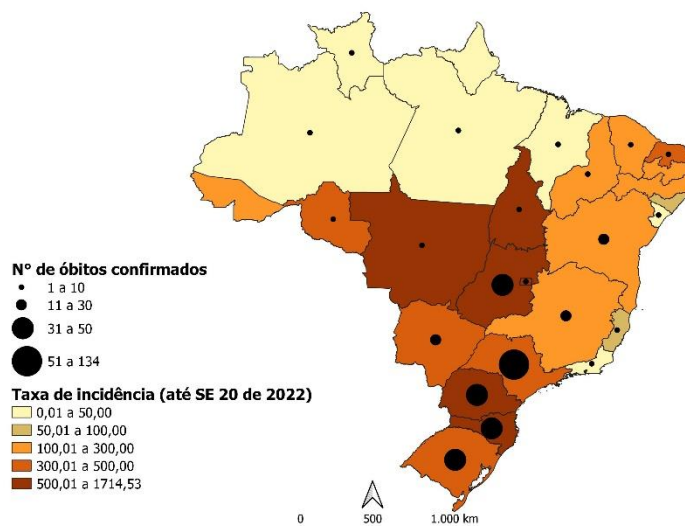 N° de óbitos confirmados
1 a 10
11 a 30
31 a 50
51 a 134
Taxa de incidência (até SE 20 de 2022)
0,01 a 50,00
50,01 a 100,00
100,01 a 300,00
300,01 a 500,00
500,01 a 1714,53
0 500 1.000 km